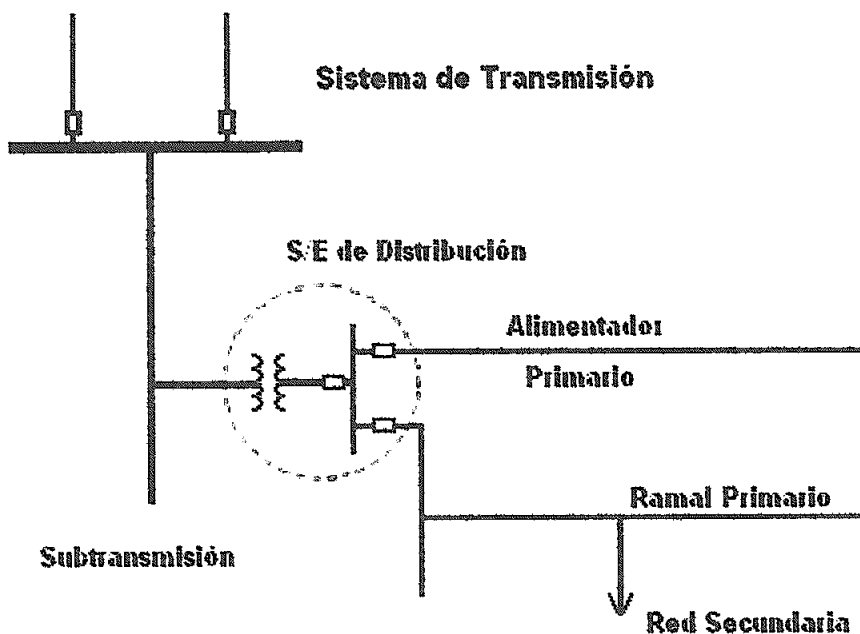 Sistema de Transmisión
S/E de Distribución
Alimentador
Primario
Ramal Primario
Subtransmisión
Red Secundaria